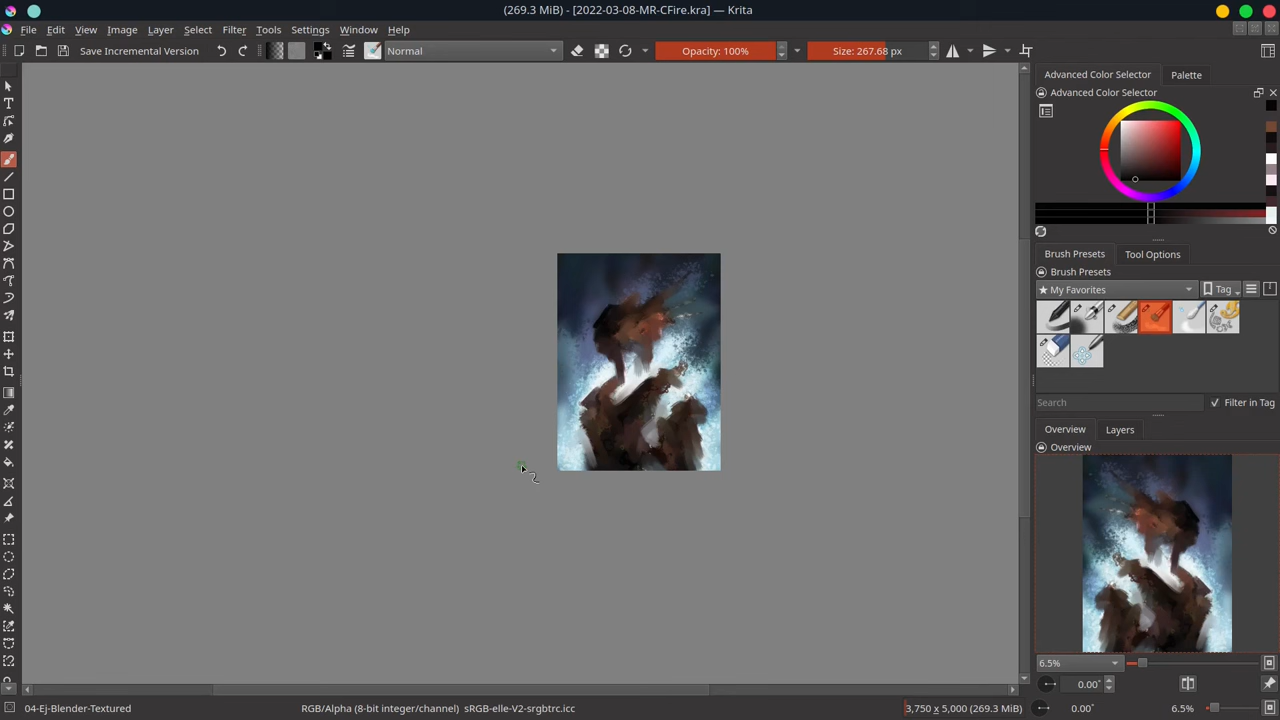 (269.3 MiB) - [2022-03-08-MR-CFire.kra] — Krita
File Edit View Image Filter Tools Settings Window Help
Save Incremental Version Normal Opacity: 100% Size: 267.68 px
Advanced Color Selector Palette
Advanced Color Selector
Brush Presets Tool Options
Brush Presets
★ My Favorites Tag
Search Filter in Tag
Overview Layers
Overview
6.5%
0.00°
04-Ej-Blender-Textured RGB/Alpha (8-bit integer/channel) sRGB-elle-V2-srgbtrc.icc 3,750 x 5,000 (269.3 MiB) 0.00° 6.5%